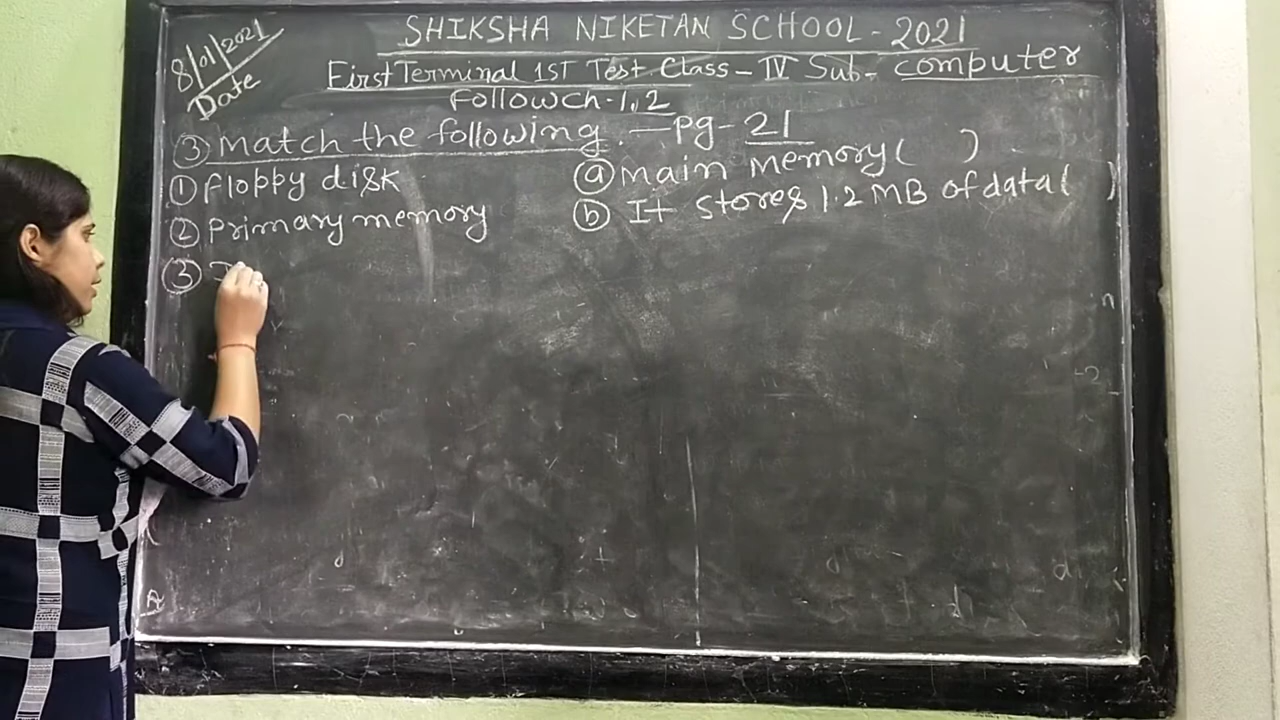 8/01/2021
Date
SHIKSHA NIKETAN SCHOOL - 2021
First Terminal 1ST Test Class - IV Sub - computer
Follow ch - 1, 2
③ Match the following. — Pg - 21
① floppy disk
ⓐ main memory ( )
② Primary memory
ⓑ It stores 1.2 MB of data ( )
③